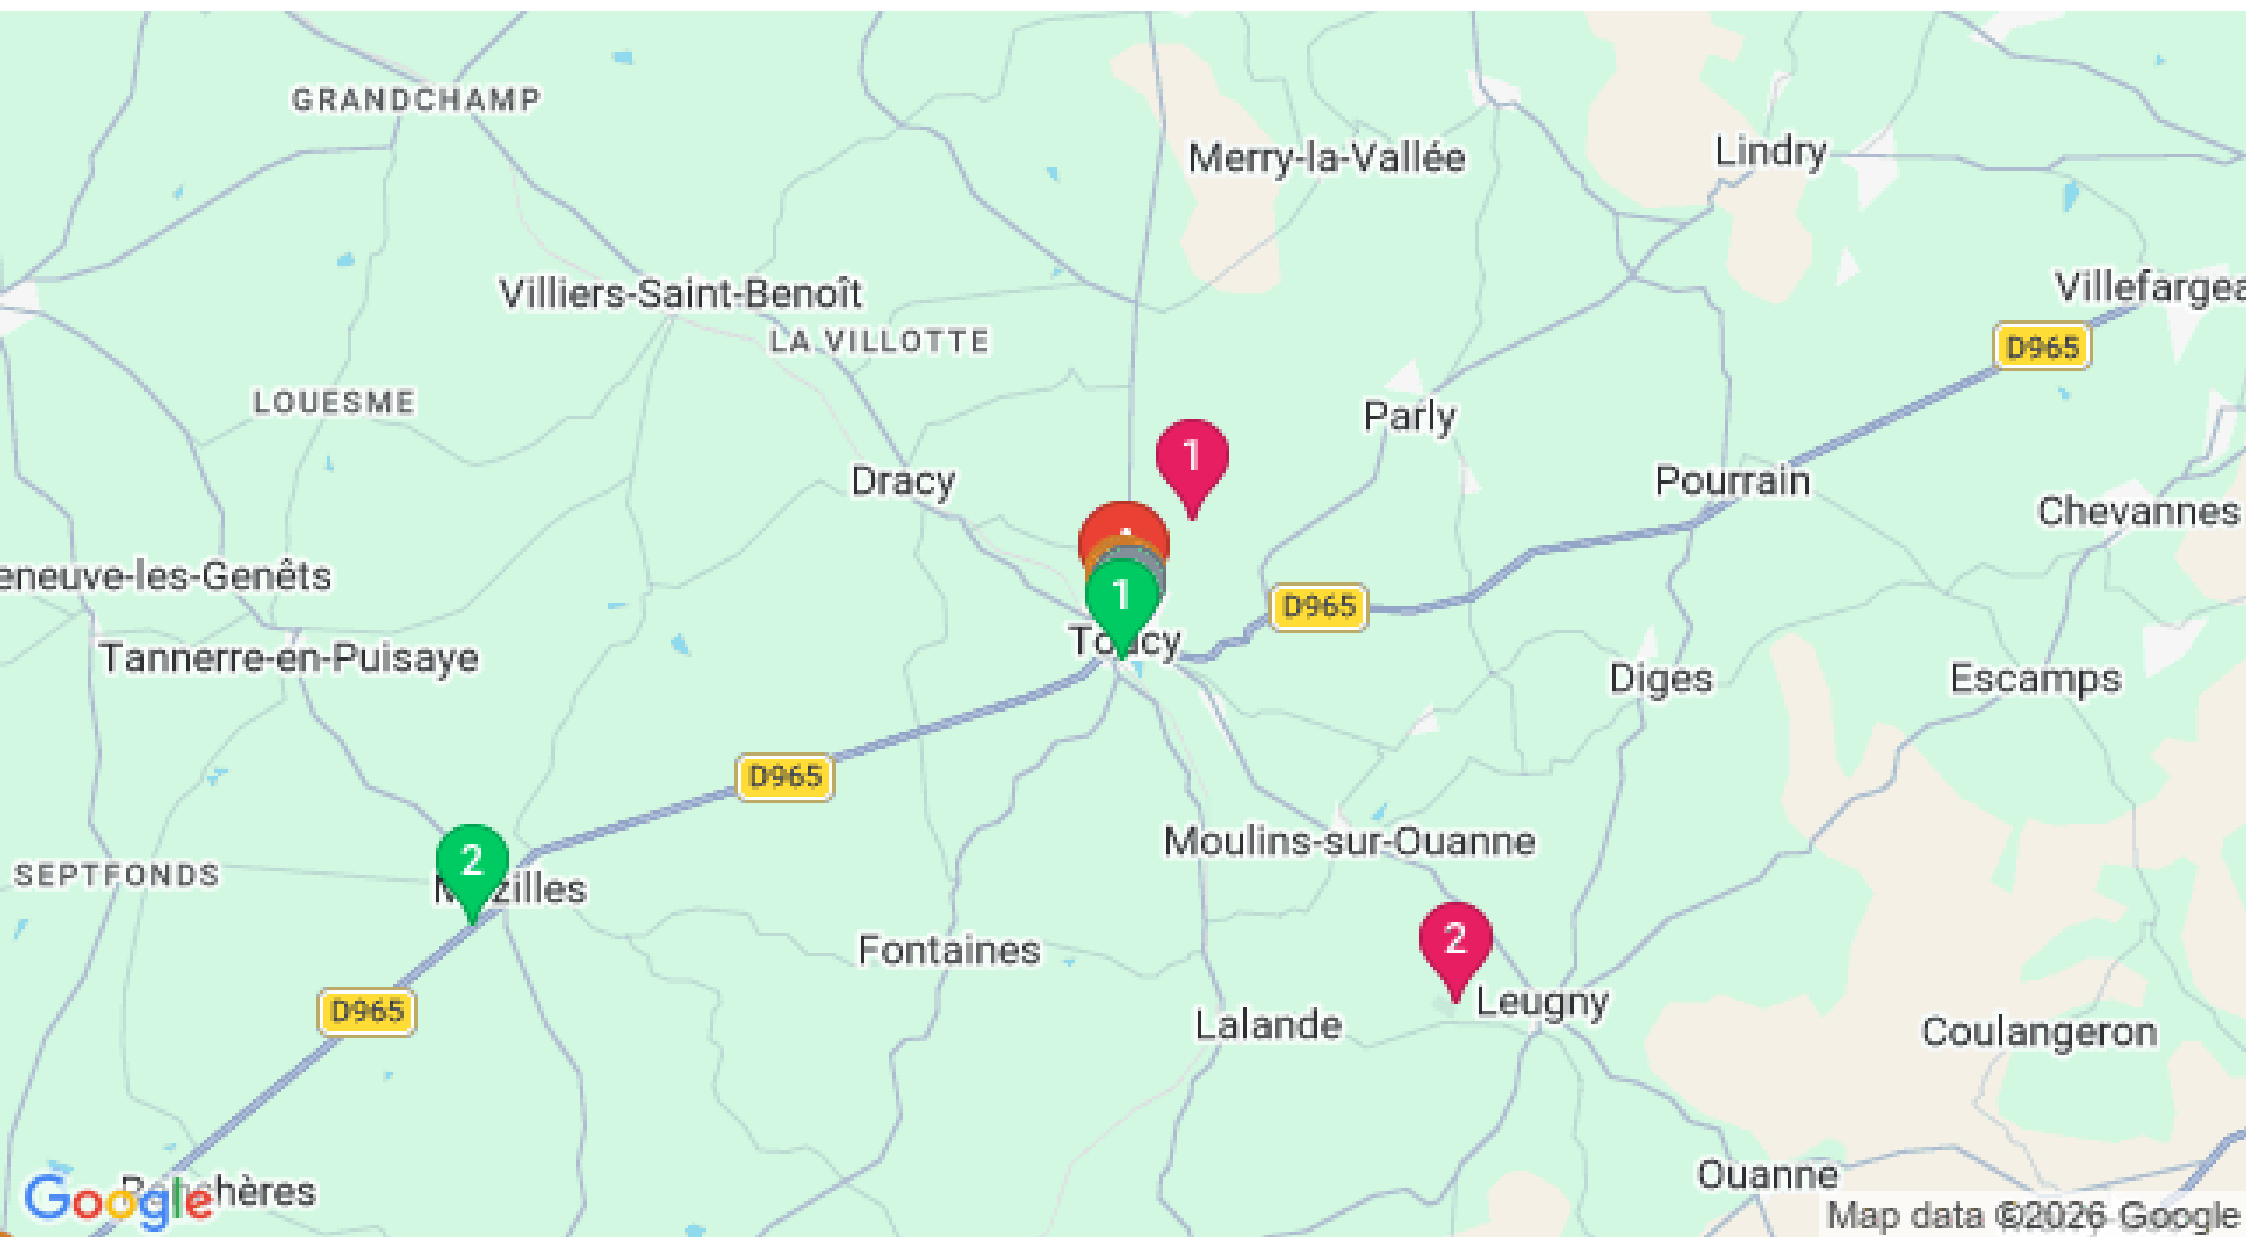 GRANDCHAMP
Merry-la-Vallée
Lindry
Villiers-Saint-Benoît
Villefargea
LA VILLOTTE
D965
LOUESME
Parly
1
Dracy
Pourrain
Chevannes
eneuve-les-Genêts
1
D965
Toucy
Tannerre-en-Puisaye
Diges
Escamps
D965
Moulins-sur-Ouanne
2
SEPTFONDS
zilles
2
Fontaines
Leugny
D965
Lalande
Coulangeron
Ouanne
hères
Google
Map data ©2026 Google